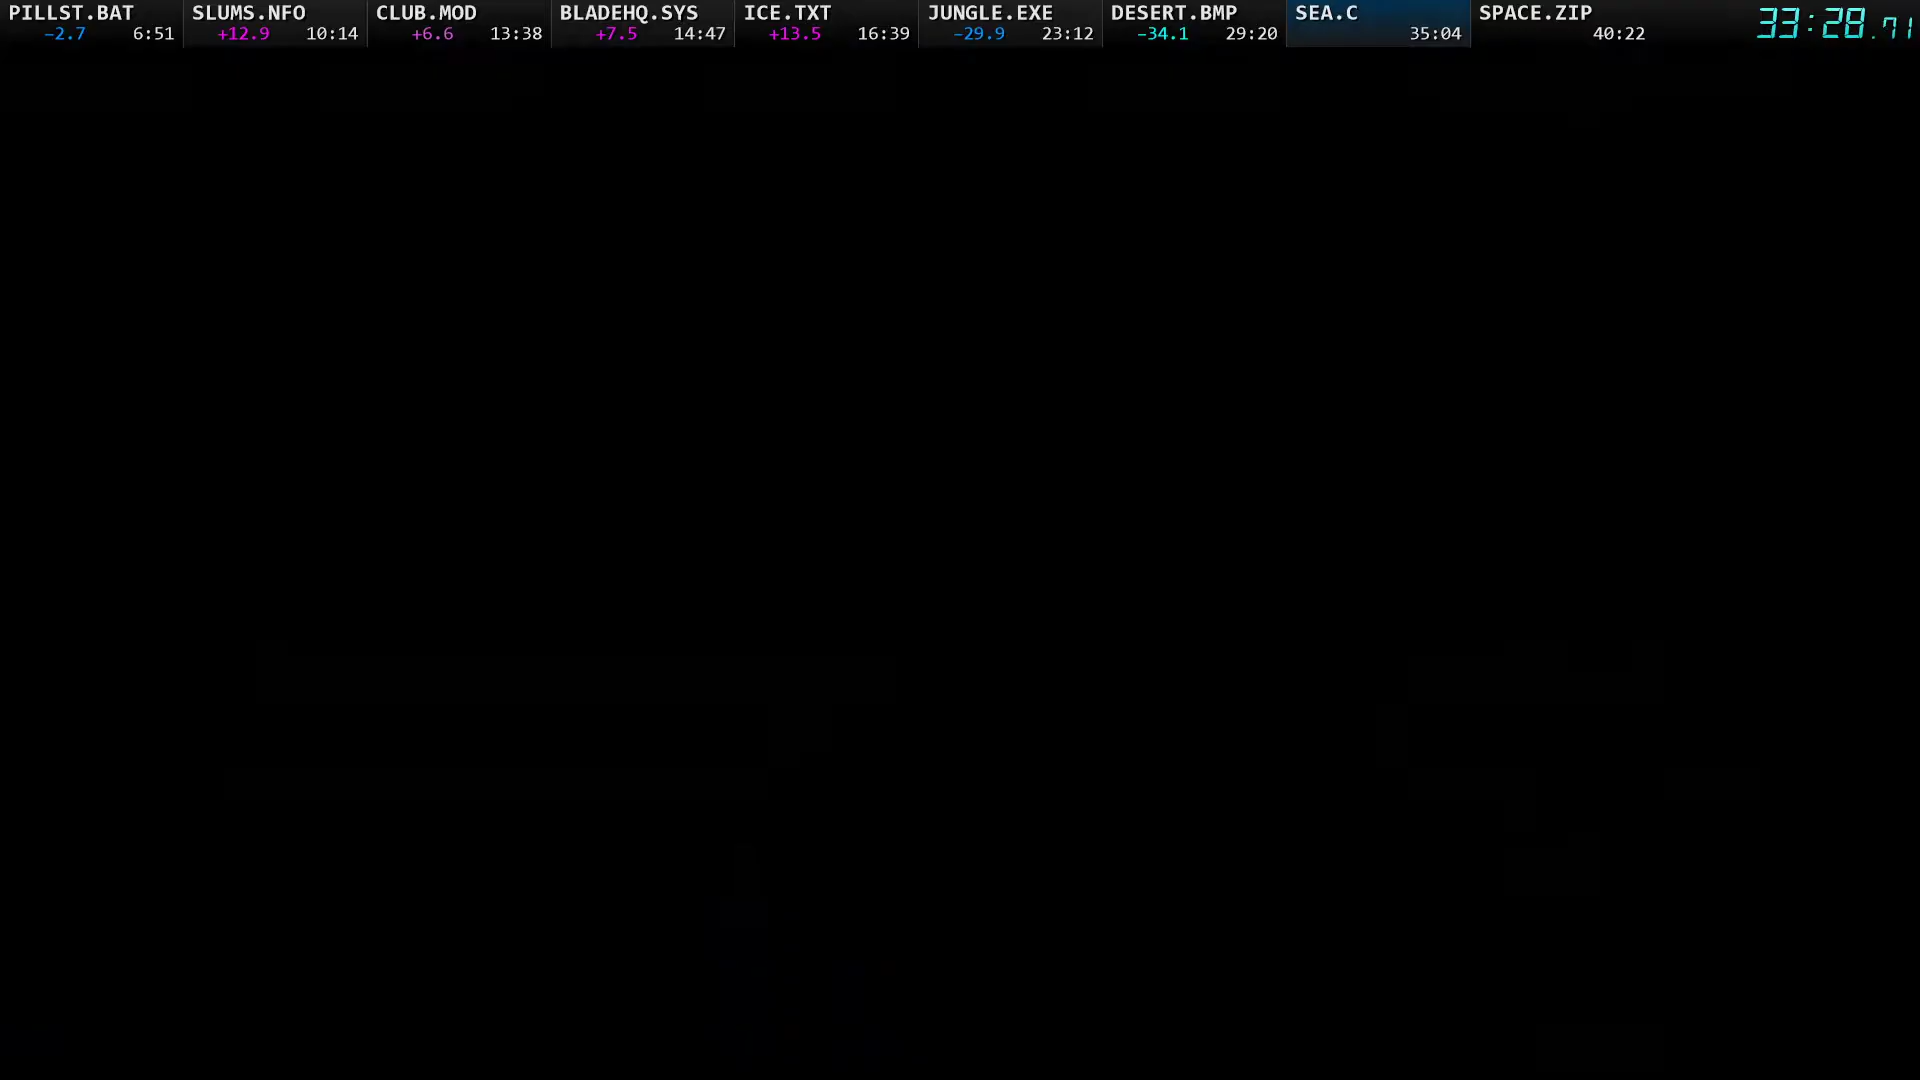 PILLST.BAT SLUMS.NFO CLUB.MOD BLADEHQ.SYS ICE.TXT JUNGLE.EXE DESERT.BMP SEA.C SPACE.ZIP 33:28.71
-2.7 6:51 +12.9 10:14 +6.6 13:38 +7.5 14:47 +13.5 16:39 -29.9 23:12 -34.1 29:20 35:04 40:22